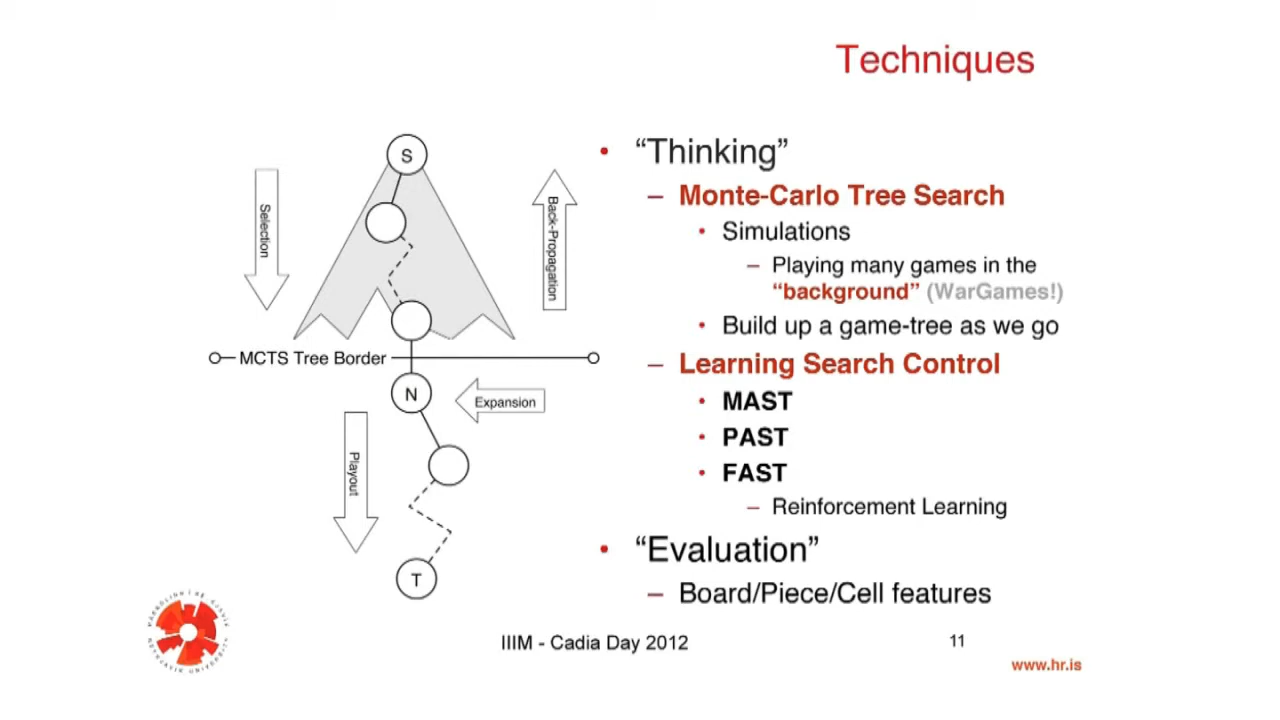 Techniques
S
Selection
Back-Propagation
MCTS Tree Border
N
Expansion
Playout
T
• “Thinking”
– Monte-Carlo Tree Search
• Simulations
– Playing many games in the
“background” (WarGames!)
• Build up a game-tree as we go
– Learning Search Control
• MAST
• PAST
• FAST
– Reinforcement Learning
• “Evaluation”
– Board/Piece/Cell features
IIIM - Cadia Day 2012
11
www.hr.is